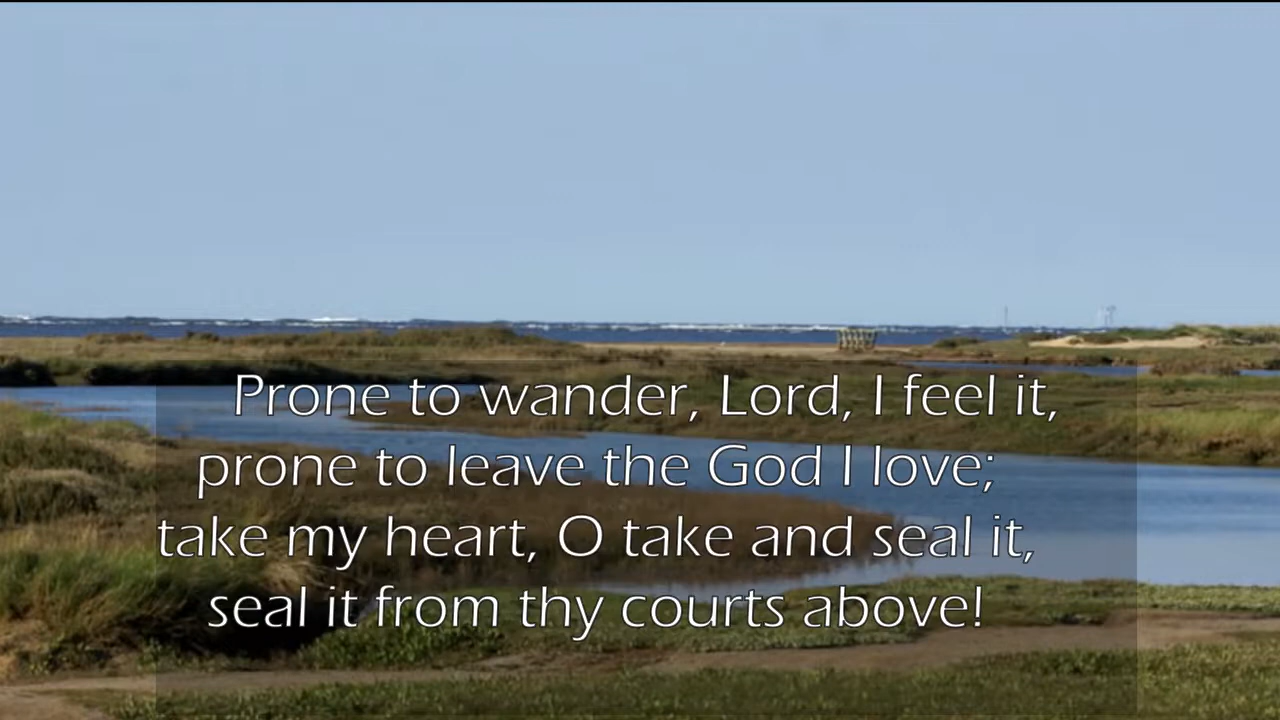 Prone to wander, Lord, I feel it,
prone to leave the God I love;
take my heart, O take and seal it,
seal it from thy courts above!